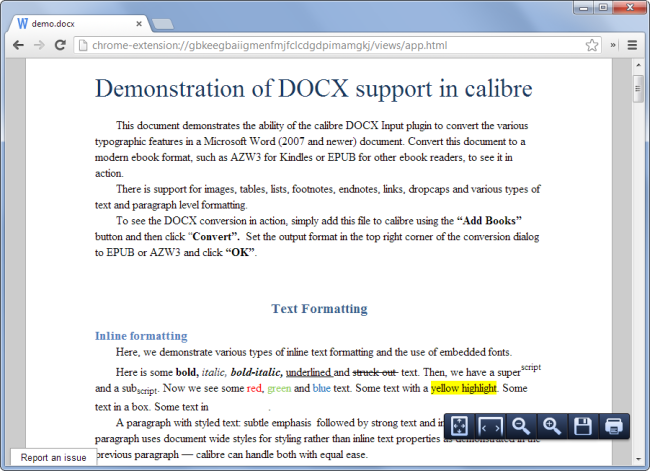 demo.docx
chrome-extension://gbkeegbaiigmenfmjfclcdgdpimamgkj/views/app.html
Demonstration of DOCX support in calibre
This document demonstrates the ability of the calibre DOCX Input plugin to convert the various
typographic features in a Microsoft Word (2007 and newer) document. Convert this document to a
modern ebook format, such as AZW3 for Kindles or EPUB for other ebook readers, to see it in
action.
There is support for images, tables, lists, footnotes, endnotes, links, dropcaps and various types of
text and paragraph level formatting.
To see the DOCX conversion in action, simply add this file to calibre using the “Add Books”
button and then click "Convert”.  Set the output format in the top right corner of the conversion dialog
to EPUB or AZW3 and click “OK”.
Text Formatting
Inline formatting
Here, we demonstrate various types of inline text formatting and the use of embedded fonts.
Here is some bold, italic, bold-italic, underlined and struck out text. Then, we have a superscript
and a subscript. Now we see some red, green and blue text. Some text with a yellow highlight. Some
text in a box. Some text in .
A paragraph with styled text: subtle emphasis followed by strong text and in
paragraph uses document wide styles for styling rather than inline text properties as demonstrated in the
previous paragraph — calibre can handle both with equal ease.
Report an issue